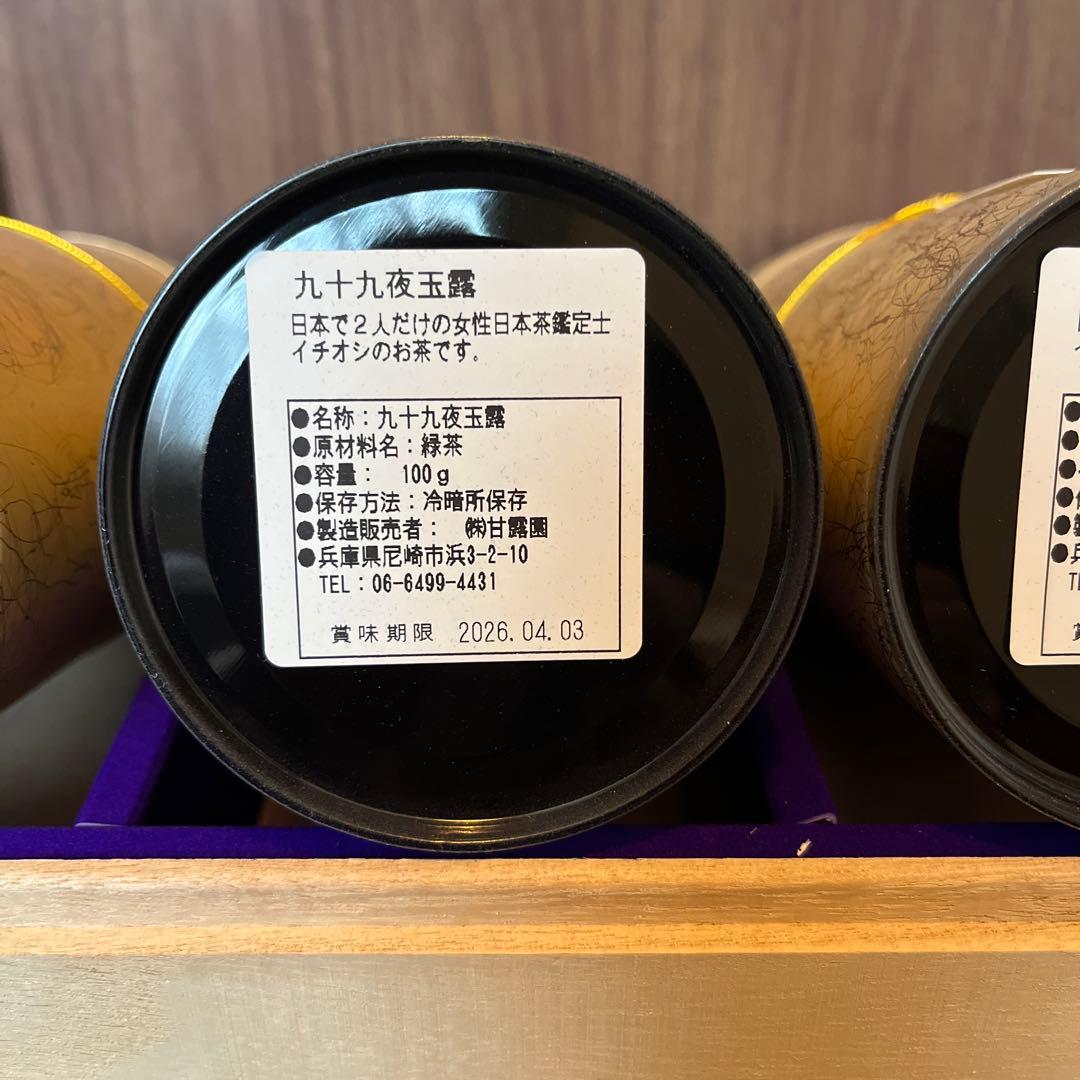 九十九夜玉露
日本で２人だけの女性日本茶鑑定士
イチオシのお茶です。
●名称：九十九夜玉露
●原材料名：緑茶
●容量： 100ｇ
●保存方法：冷暗所保存
●製造販売者： ㈱甘露園
●兵庫県尼崎市浜3-2-10
TEL：06-6499-4431
賞味期限 2026.04.03